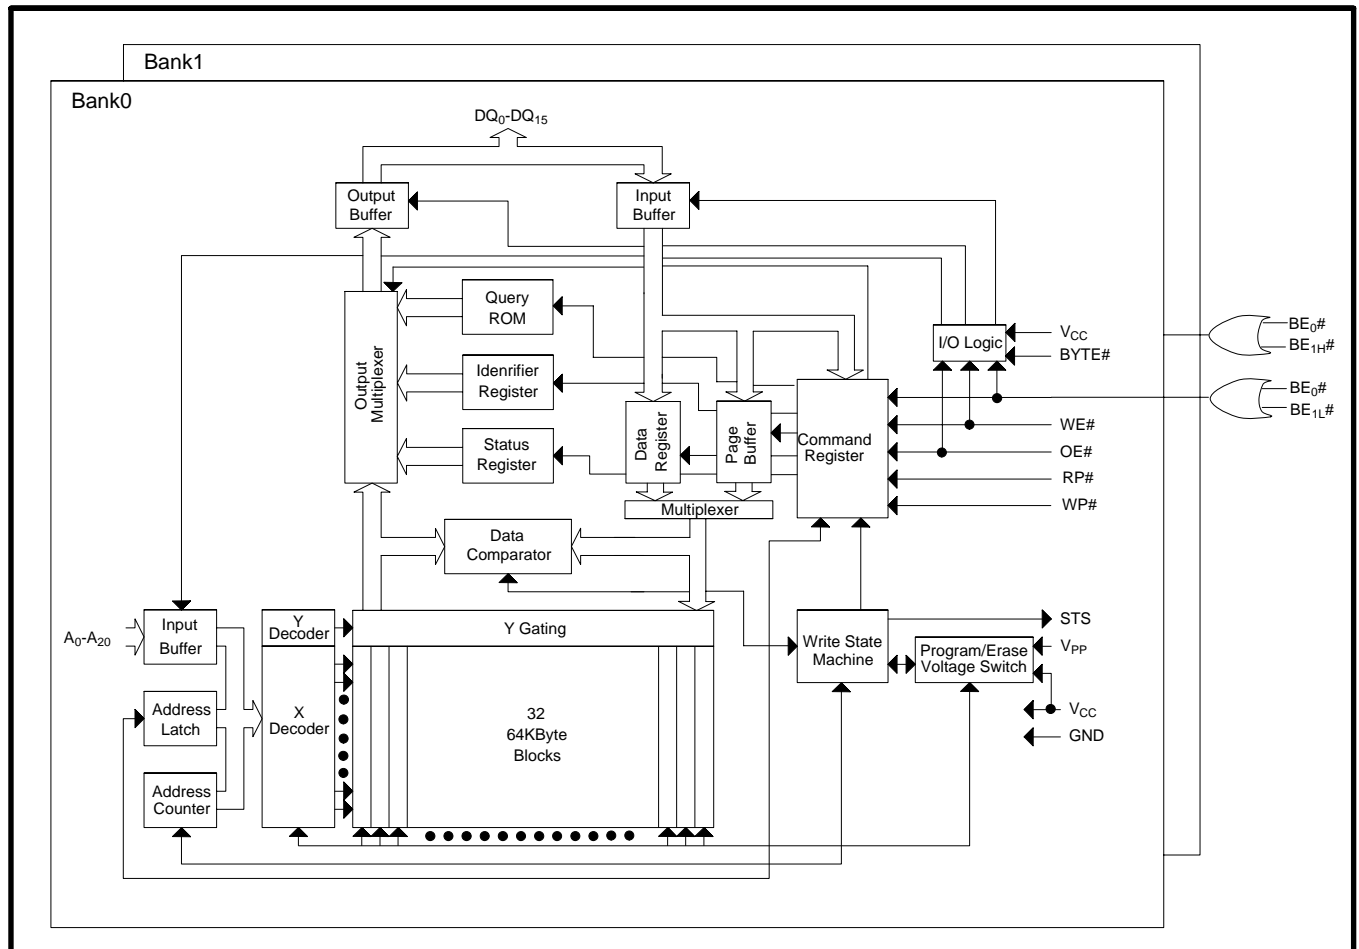 Bank1
Bank0
DQ0-DQ15
Output
Buffer
Input
Buffer
Query
ROM
Idenrifier
Register
Status
Register
Output
Multiplexer
Data
Register
Page
Buffer
Multiplexer
Command
Register
I/O Logic
VCC
BYTE#
BE0#
BE1H#
BE0#
BE1L#
WE#
OE#
RP#
WP#
Data
Comparator
A0-A20
Input
Buffer
Address
Latch
Address
Counter
Y
Decoder
X
Decoder
Y Gating
32
64KByte
Blocks
Write State
Machine
Program/Erase
Voltage Switch
STS
VPP
VCC
GND